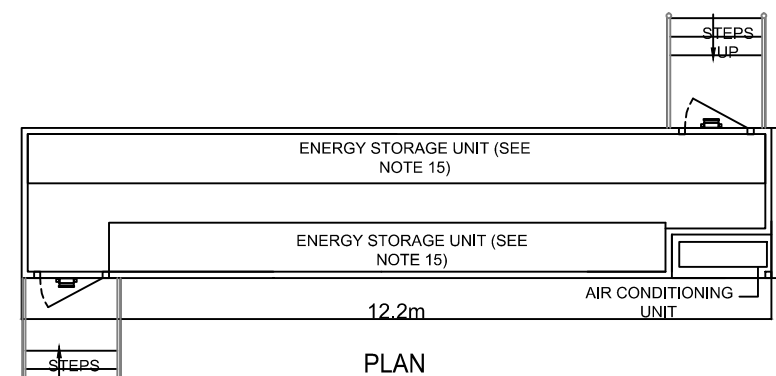 STEPS
UP
ENERGY STORAGE UNIT (SEE
NOTE 15)
ENERGY STORAGE UNIT (SEE
NOTE 15)
AIR CONDITIONING
UNIT
12.2m
PLAN
STEPS